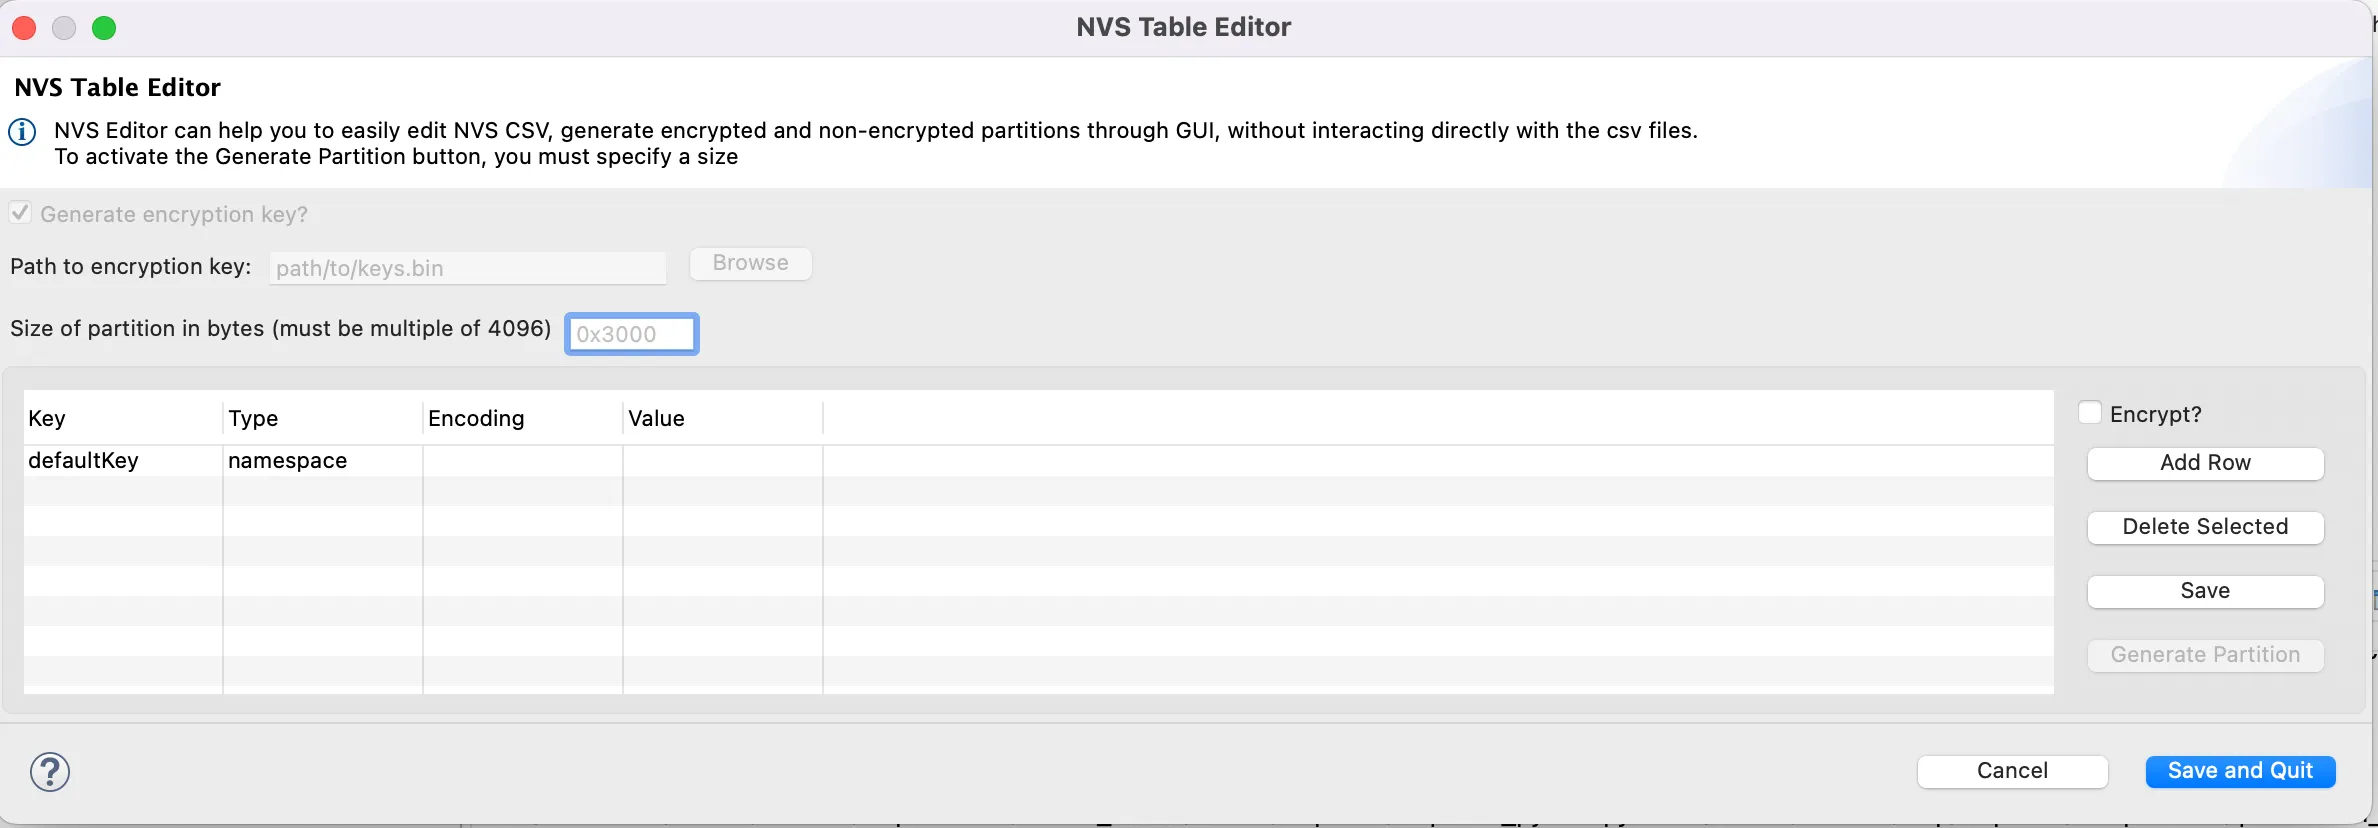 NVS Table Editor
NVS Table Editor
NVS Editor can help you to easily edit NVS CSV, generate encrypted and non-encrypted partitions through GUI, without interacting directly with the csv files.
To activate the Generate Partition button, you must specify a size
Generate encryption key?
Path to encryption key: path/to/keys.bin Browse
Size of partition in bytes (must be multiple of 4096) 0x3000
Key Type Encoding Value
defaultKey namespace
Encrypt?
Add Row
Delete Selected
Save
Generate Partition
Cancel Save and Quit